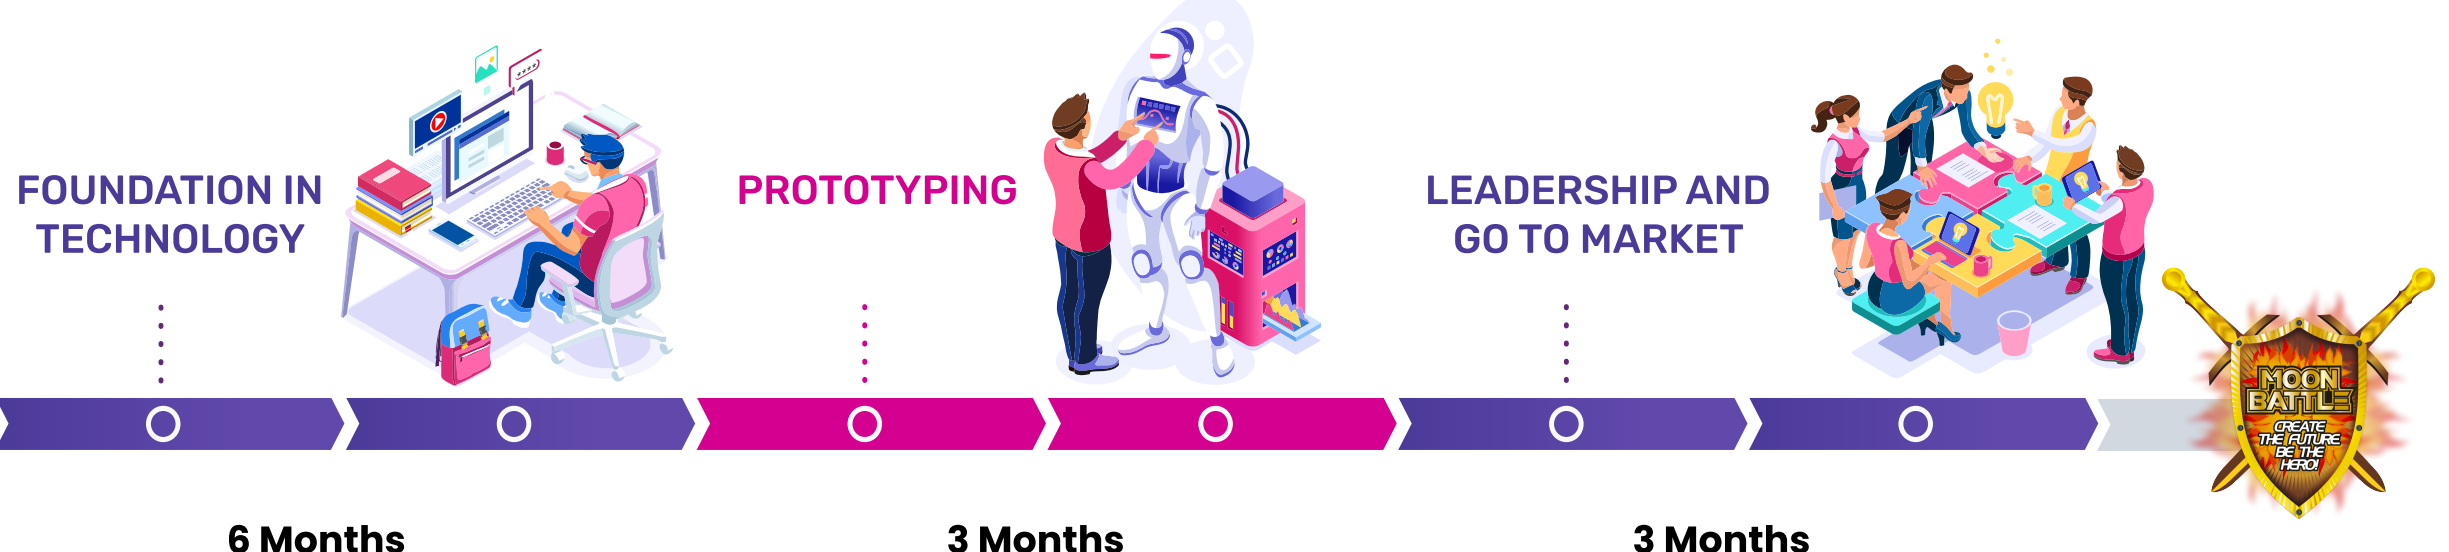 FOUNDATION IN
TECHNOLOGY
PROTOTYPING
LEADERSHIP AND
GO TO MARKET
MOON
BATTLE
CREATE
THE FUTURE
BE THE
HERO!
6 Months
3 Months
3 Months